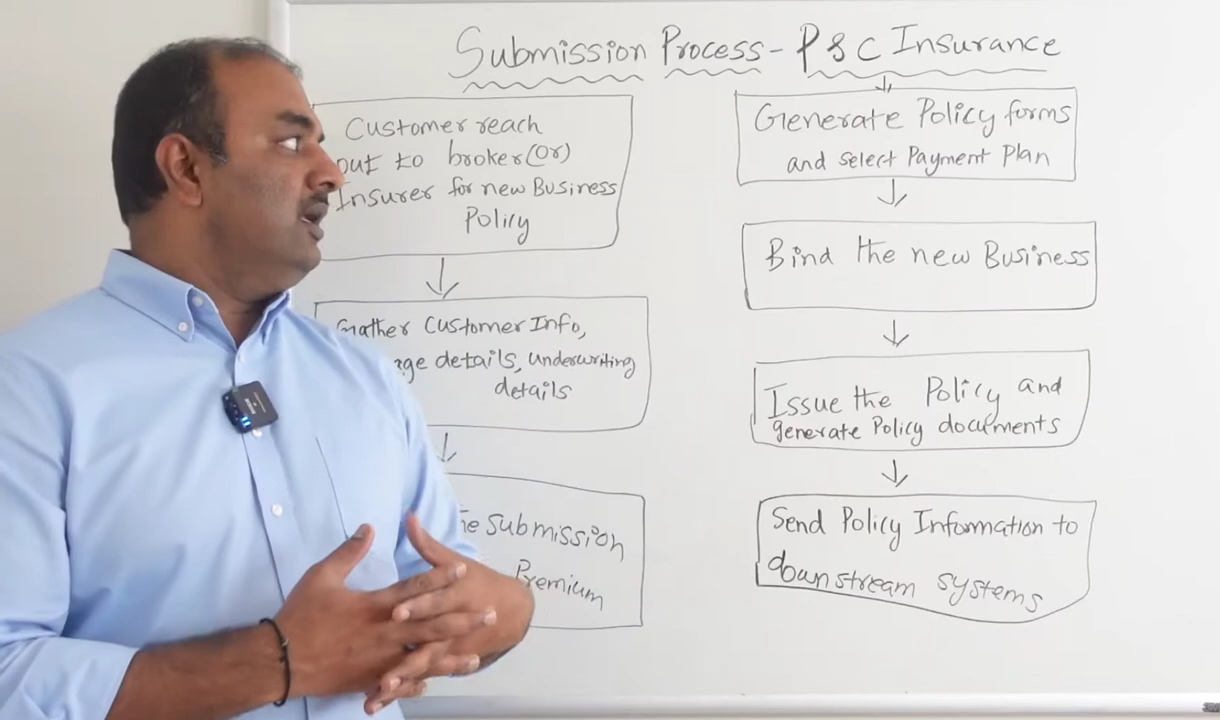 Submission Process - P & C Insurance
Customer reach
out to broker(or)
Insurer for new Business
Policy
Gather Customer Info,
details, underwriting
details
submission
Premium
Generate Policy forms
and select Payment Plan
Bind the new Business
Issue the Policy and
generate Policy documents
Send Policy Information to
downstream systems